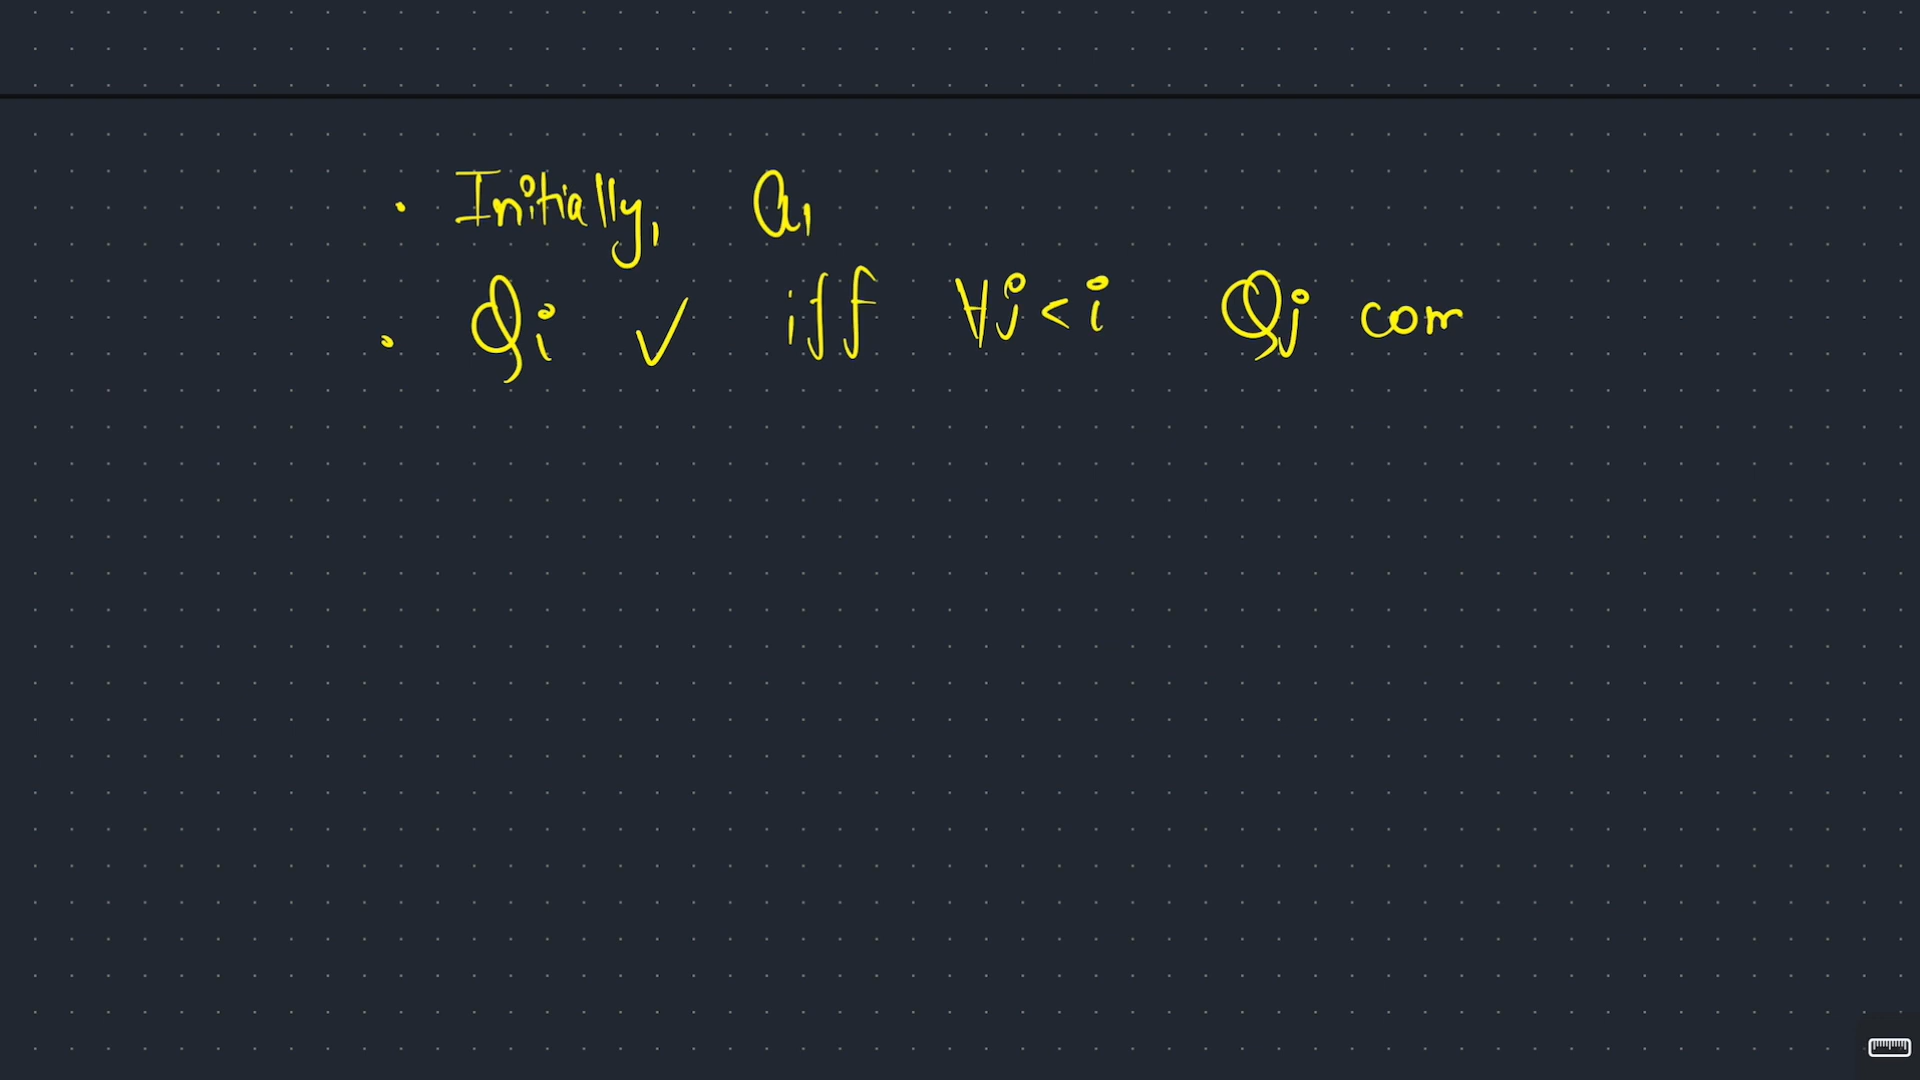 · Initially, Q1
· Qi ✓ iff ∀j < i Qj com